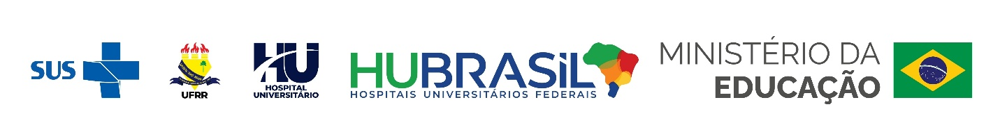 SUS
UFRR
HU
HOSPITAL
UNIVERSITÁRIO
HUBRASIL
HOSPITAIS UNIVERSITÁRIOS FEDERAIS
MINISTÉRIO DA
EDUCAÇÃO